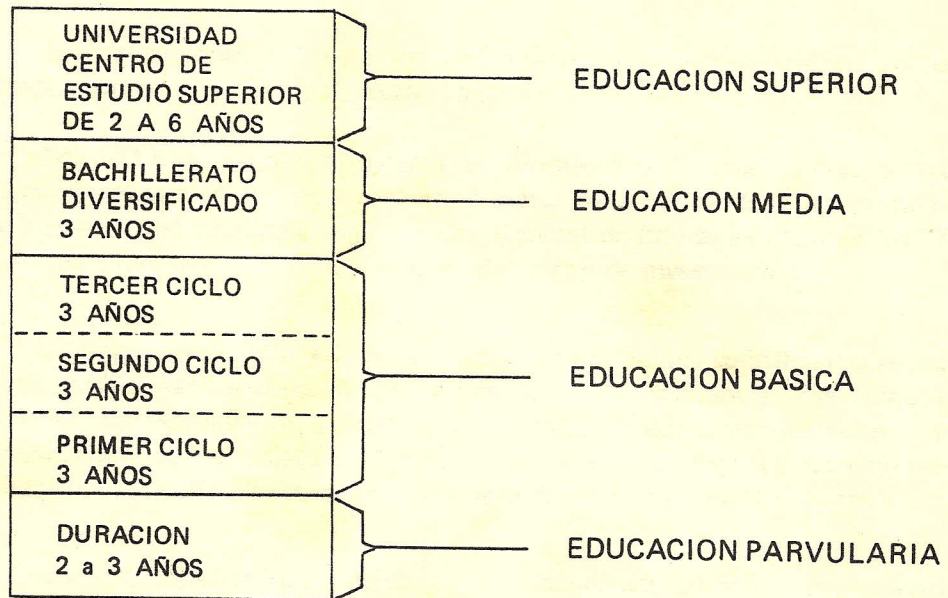 UNIVERSIDAD
CENTRO DE
ESTUDIO SUPERIOR
DE 2 A 6 AÑOS
EDUCACION SUPERIOR
BACHILLERATO
DIVERSIFICADO
3 AÑOS
EDUCACION MEDIA
TERCER CICLO
3 AÑOS
SEGUNDO CICLO
3 AÑOS
PRIMER CICLO
3 AÑOS
EDUCACION BASICA
DURACION
2 a 3 AÑOS
EDUCACION PARVULARIA